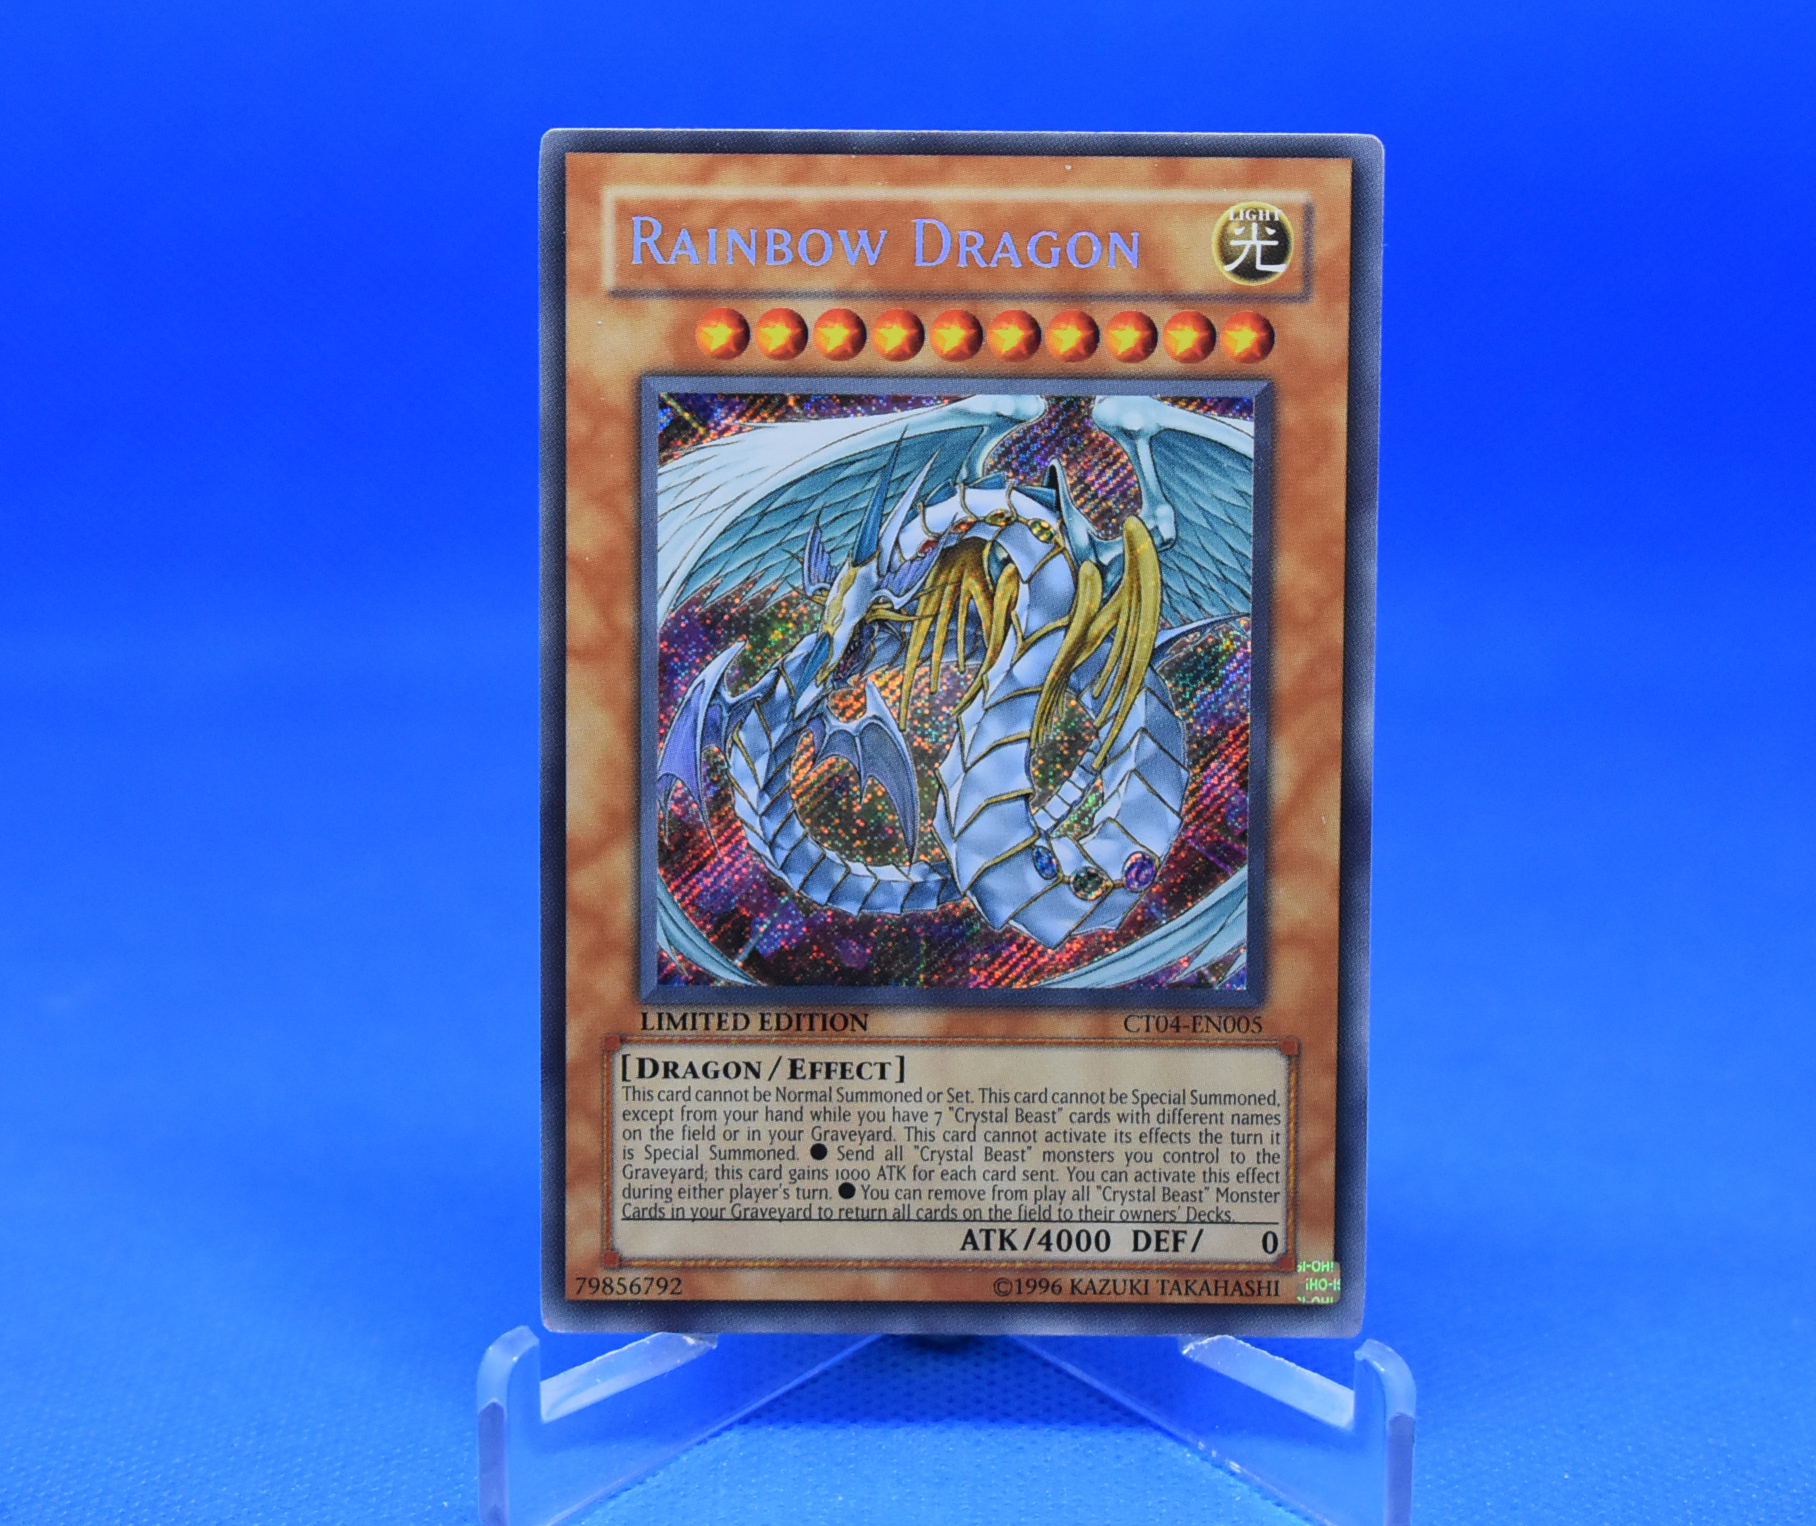 RAINBOW DRAGON
LIGHT
光
LIMITED EDITION CT04-EN005
[DRAGON/EFFECT]
This card cannot be Normal Summoned or Set. This card cannot be Special Summoned,
except from your hand while you have 7 "Crystal Beast" cards with different names
on the field or in your Graveyard. This card cannot activate its effects the turn it
is Special Summoned. ● Send all "Crystal Beast" monsters you control to the
Graveyard; this card gains 1000 ATK for each card sent. You can activate this effect
during either player's turn. ● You can remove from play all "Crystal Beast" Monster
Cards in your Graveyard to return all cards on the field to their owners' Decks.
ATK/4000 DEF/ 0
79856792 ©1996 KAZUKI TAKAHASHI